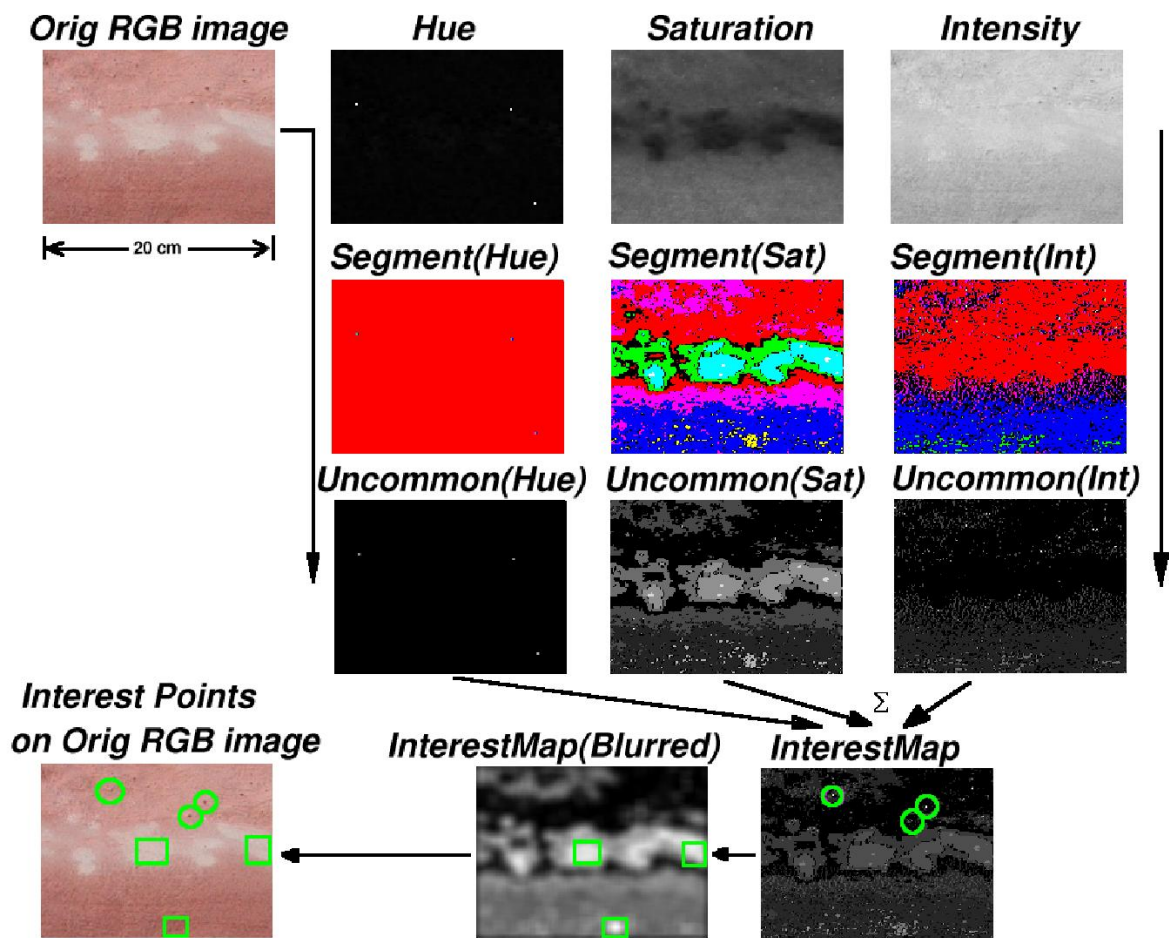 Orig RGB image
Hue
Saturation
Intensity
20 cm
Segment(Hue)
Segment(Sat)
Segment(Int)
Uncommon(Hue)
Uncommon(Sat)
Uncommon(Int)
Σ
Interest Points
on Orig RGB image
InterestMap(Blurred)
InterestMap